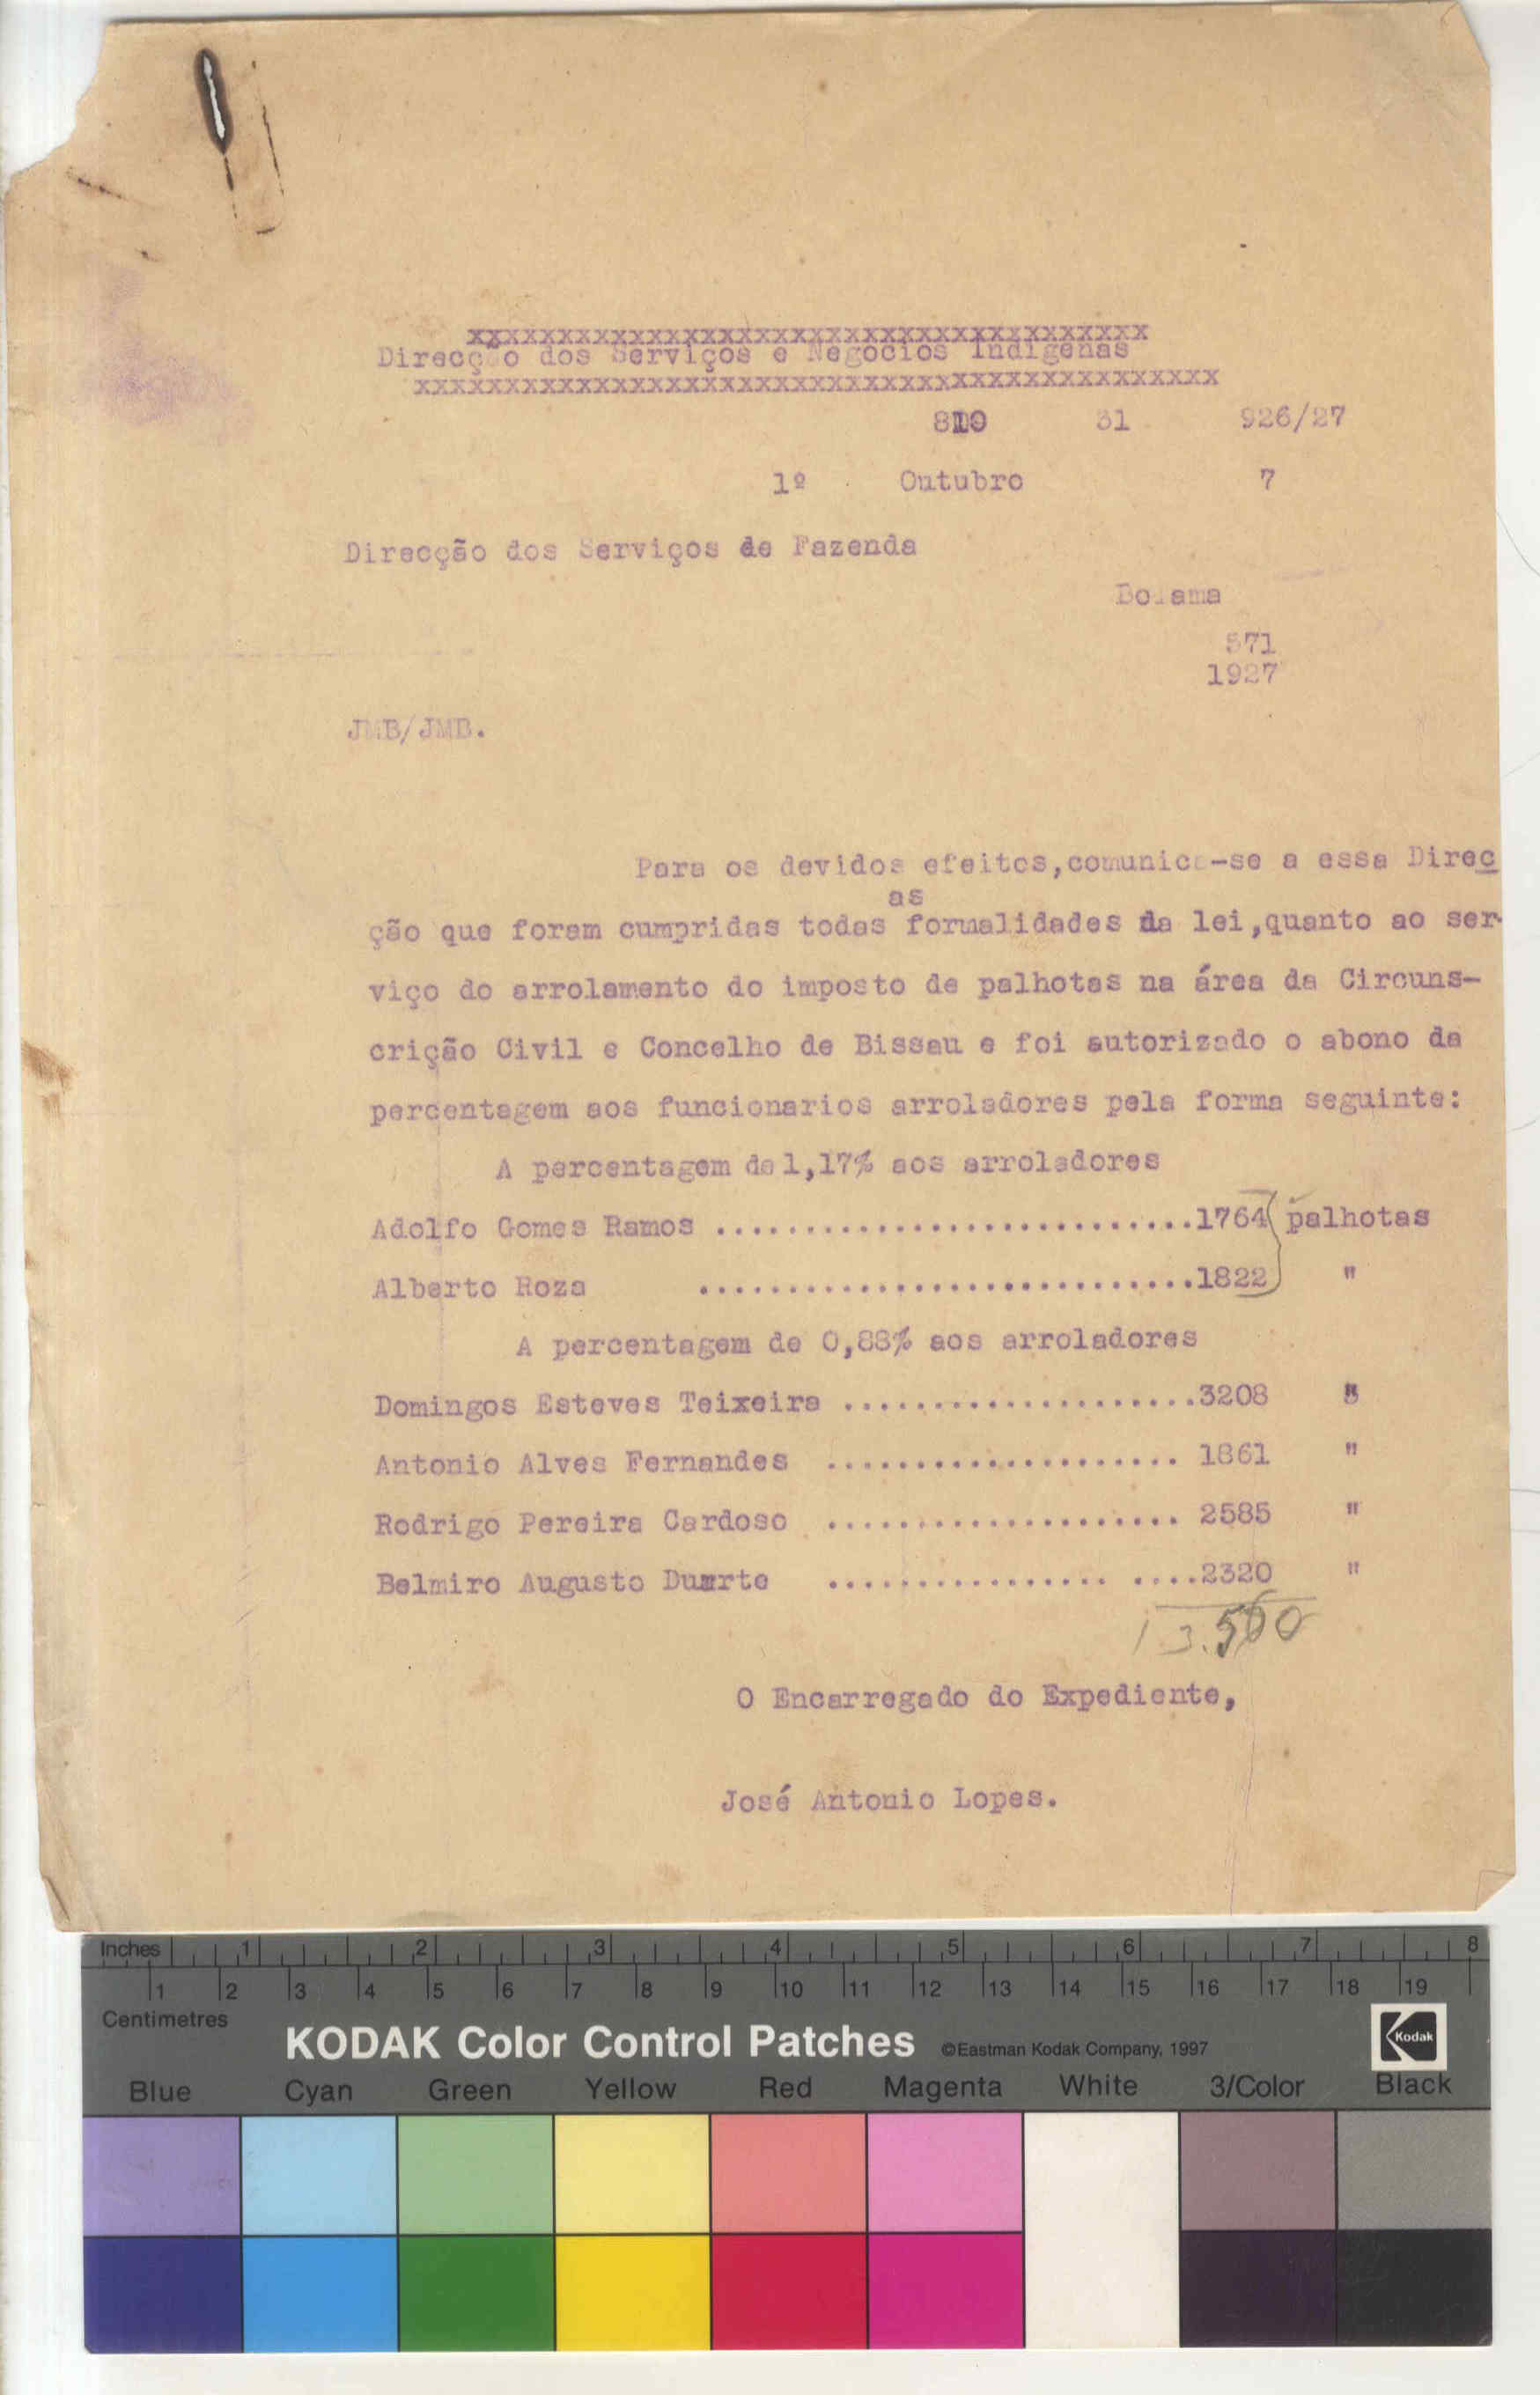 xxxxxxxxxxxxxxxxxxxxxxxxxxxxxxxxxxxxxx
Direcção dos Serviços e Negocios Indigenas
xxxxxxxxxxxxxxxxxxxxxxxxxxxxxxxxxxxxxxxxxxxxx
810 31 926/27
1º Outubro 7
Direcção dos Serviços de Fazenda
Bolama
571
1927
JMB/JMB.
Para os devidos efeitos,comunica-se a essa Direc
as
ção que foram cumpridas todas formalidades da lei,quanto ao ser-
viço do arrolamento do imposto de palhotas na área da Circuns-
crição Civil e Concelho de Bissau e foi autorizado o abono da
percentagem aos funcionarios arroladores pela forma seguinte:
A percentagem de 1,17% aos arroladores
Adolfo Gomes Ramos ...........................1764 palhotas
Alberto Roza ............................1822 "
A percentagem de 0,88% aos arroladores
Domingos Esteves Teixeira ....................3208 "
Antonio Alves Fernandes .................... 1861 "
Rodrigo Pereira Cardoso .................... 2585 "
Belmiro Augusto Duarte ................ ....2320 "
13.560
O Encarregado do Expediente,
José Antonio Lopes.
Inches 1 2 3 4 5 6 7 8
1 2 3 4 5 6 7 8 9 10 11 12 13 14 15 16 17 18 19
Centimetres
KODAK Color Control Patches ©Eastman Kodak Company, 1997 Kodak
Blue Cyan Green Yellow Red Magenta White 3/Color Black